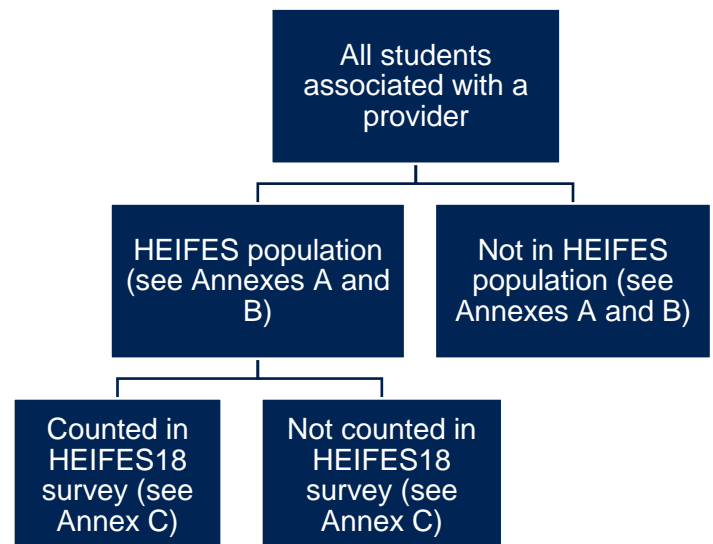 All students
associated with a
provider
HEIFES population
(see Annexes A and
B)
Not in HEIFES
population (see
Annexes A and B)
Counted in
HEIFES18
survey (see
Annex C)
Not counted in
HEIFES18
survey (see
Annex C)